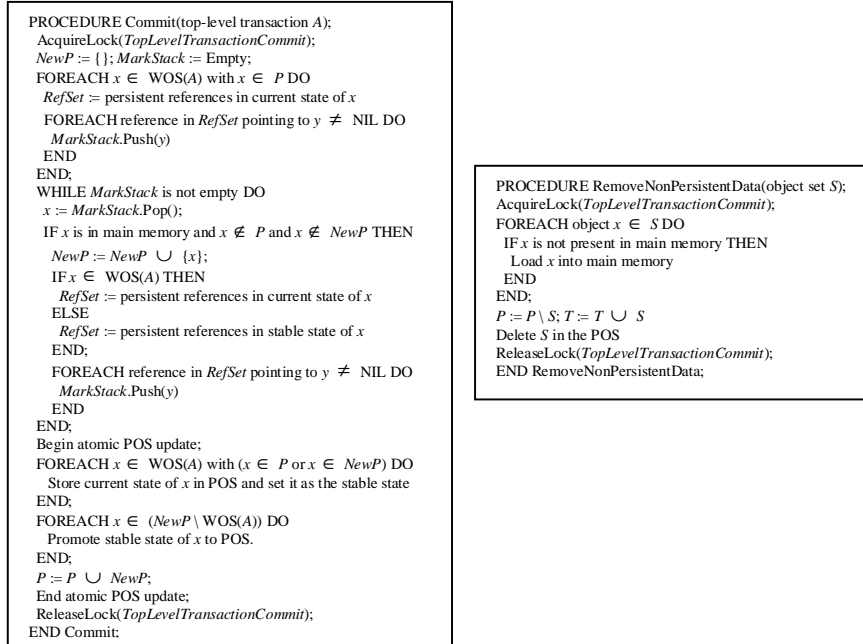 PROCEDURE Commit(top-level transaction A);
AcquireLock(TopLevelTransactionCommit);
NewP := {}; MarkStack := Empty;
FOREACH x ∈ WOS(A) with x ∈ P DO
RefSet := persistent references in current state of x
FOREACH reference in RefSet pointing to y ≠ NIL DO
MarkStack.Push(y)
END
END;
WHILE MarkStack is not empty DO
x := MarkStack.Pop();
IF x is in main memory and x ∉ P and x ∉ NewP THEN
NewP := NewP ∪ {x};
IF x ∈ WOS(A) THEN
RefSet := persistent references in current state of x
ELSE
RefSet := persistent references in stable state of x
END;
FOREACH reference in RefSet pointing to y ≠ NIL DO
MarkStack.Push(y)
END
END;
Begin atomic POS update;
FOREACH x ∈ WOS(A) with (x ∈ P or x ∈ NewP) DO
Store current state of x in POS and set it as the stable state
END;
FOREACH x ∈ (NewP \ WOS(A)) DO
Promote stable state of x to POS.
END;
P := P ∪ NewP;
End atomic POS update;
ReleaseLock(TopLevelTransactionCommit);
END Commit;
PROCEDURE RemoveNonPersistentData(object set S);
AcquireLock(TopLevelTransactionCommit);
FOREACH object x ∈ S DO
IF x is not present in main memory THEN
Load x into main memory
END
END;
P := P \ S; T := T ∪ S
Delete S in the POS
ReleaseLock(TopLevelTransactionCommit);
END RemoveNonPersistentData;